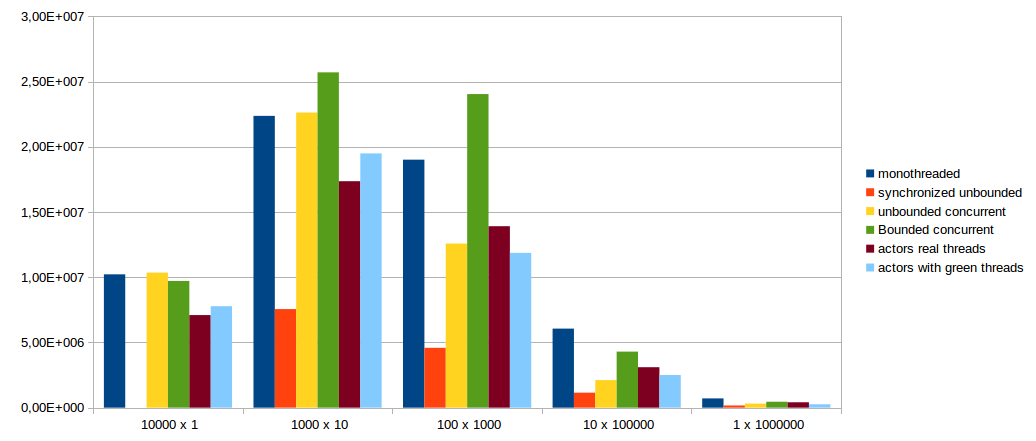 3,00E+007
2,50E+007
2,00E+007
1,50E+007
1,00E+007
5,00E+006
0,00E+000
10000 x 1
1000 x 10
100 x 1000
10 x 100000
1 x 1000000
monothreaded
synchronized unbounded
unbounded concurrent
Bounded concurrent
actors real threads
actors with green threads